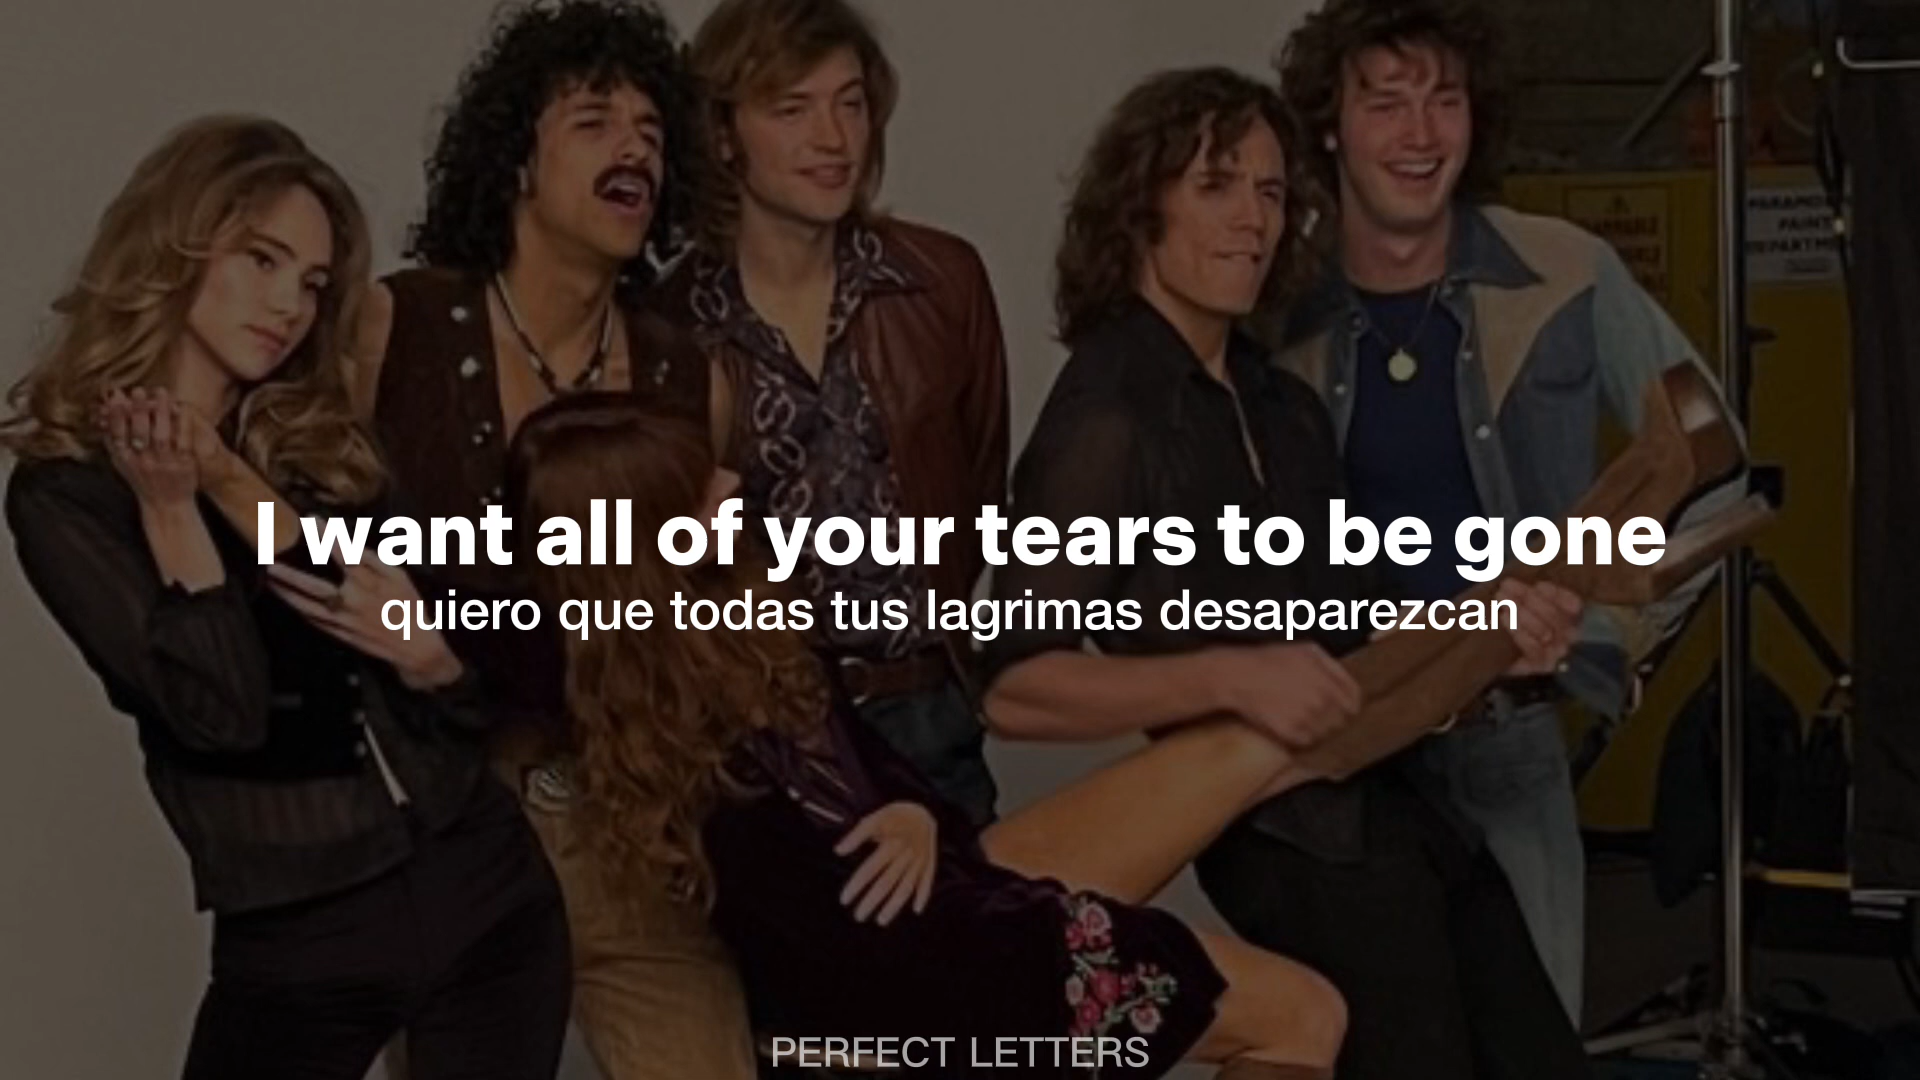 I want all of your tears to be gone
quiero que todas tus lagrimas desaparezcan
PERFECT LETTERS